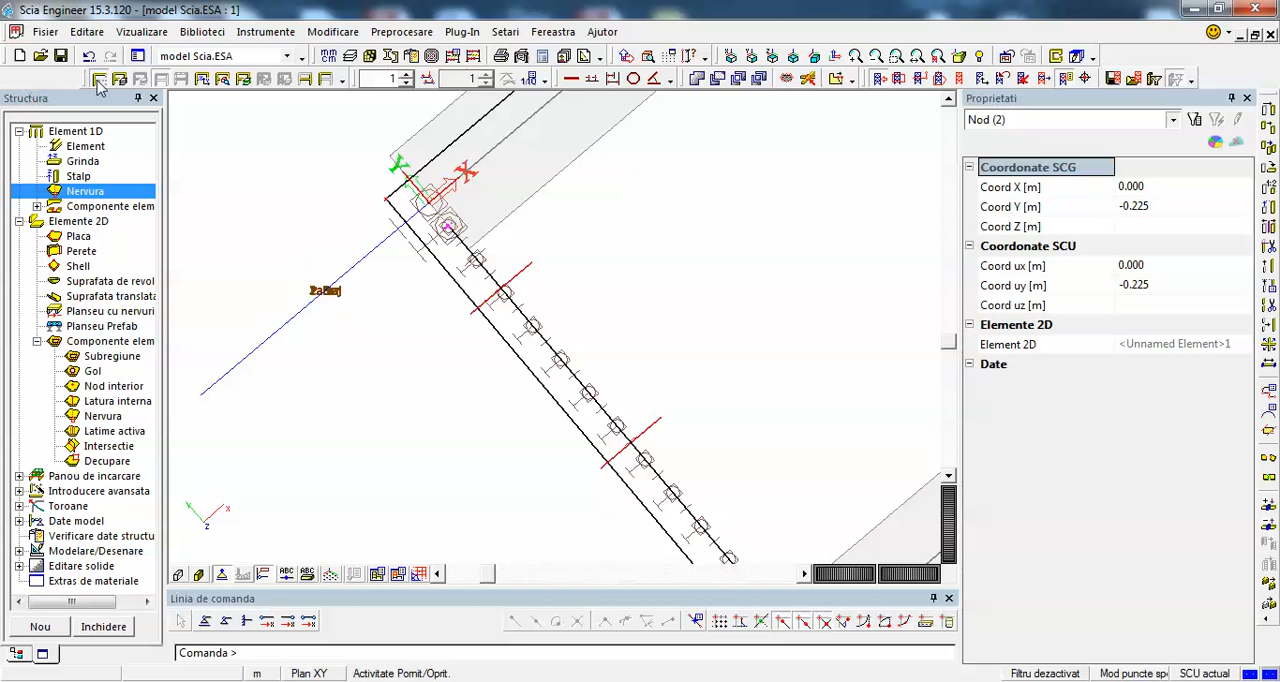 Scia Engineer 15.3.120 - [model Scia.ESA : 1]
Fisier Editare Vizualizare Biblioteci Instrumente Modificare Preprocesare Plug-In Setari Fereastra Ajutor
model Scia.ESA
1 1
Structura
Element 1D
Element
Grinda
Stalp
Nervura
Componente elem
Elemente 2D
Placa
Perete
Shell
Suprafata de revol
Suprafata translata
Planseu cu nervuri
Planseu Prefab
Componente elem
Subregiune
Gol
Nod interior
Latura interna
Nervura
Latime activa
Intersectie
Decupare
Panou de incarcare
Introducere avansata
Toroane
Date model
Verificare date structu
Modelare/Desenare
Editare solide
Extras de materiale
Nou Inchidere
Y X
x
z
Proprietati
Nod (2)
Coordonate SCG
Coord X [m] 0.000
Coord Y [m] -0.225
Coord Z [m]
Coordonate SCU
Coord ux [m] 0.000
Coord uy [m] -0.225
Coord uz [m]
Elemente 2D
Element 2D <Unnamed Element>1
Date
Linia de comanda
Comanda >
m Plan XY Activitate Pornit/Oprit. Filtru dezactivat Mod puncte sp SCU actual